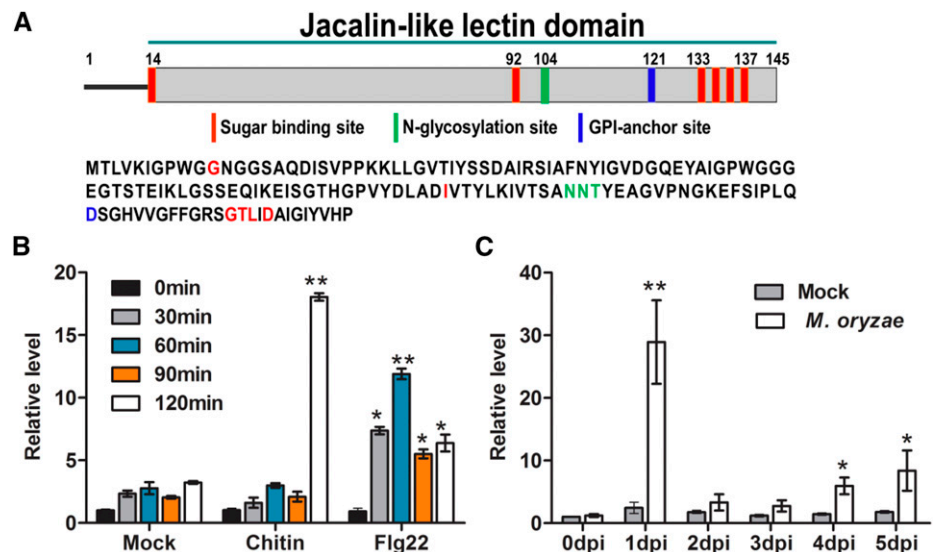 A
Jacalin-like lectin domain
1 14 92 104 121 133 137 145
Sugar binding site N-glycosylation site GPI-anchor site
MTLVKIGPWGGNGGSAQDISVPPKKLLGVTIYSSDAIRSIAFNYIGVDGQEYAIGPWGGG
EGTSTEIKLGSSEQIKEISGTHGPVYDLADIVTYLKIVTSANNTYEAGVPNGKEFSIPLQ
DSGHVVGFFGRSGTLIDAIGIYVHP
B
Relative level
20
15
10
5
0
0min
30min
60min
90min
120min
**
*
**
*
*
Mock Chitin Flg22
C
Relative level
40
30
20
10
0
Mock
M. oryzae
**
*
*
0dpi 1dpi 2dpi 3dpi 4dpi 5dpi